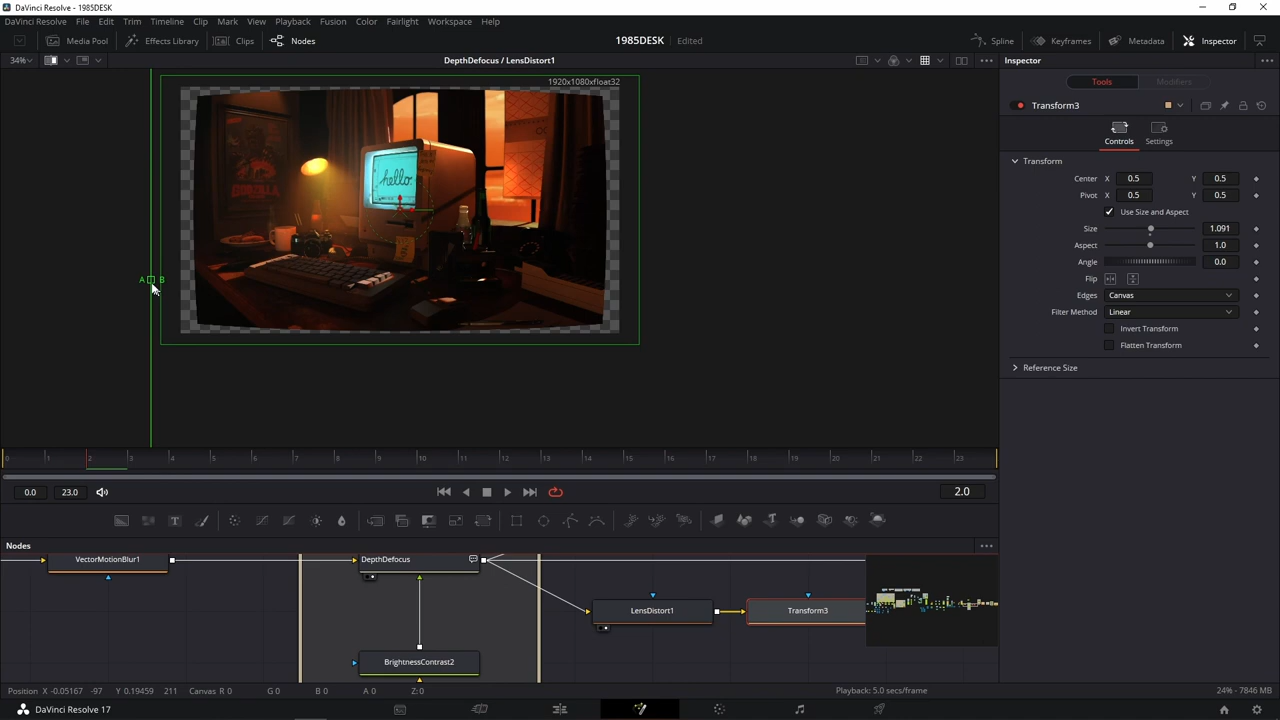 DaVinci Resolve - 1985DESK
DaVinci Resolve File Edit Trim Timeline Clip Mark View Playback Fusion Color Fairlight Workspace Help
Media Pool Effects Library Clips Nodes 1985DESK Edited Spline Keyframes Metadata Inspector
34% DepthDefocus / LensDistort1 Inspector
1920x1080xfloat32
Tools Modifiers
Transform3
Controls Settings
Transform
Center X 0.5 Y 0.5
Pivot X 0.5 Y 0.5
Use Size and Aspect
Size 1.091
Aspect 1.0
Angle 0.0
Flip
Edges Canvas
Filter Method Linear
Invert Transform
Flatten Transform
Reference Size
GODZILLA
hello.
A B
0 1 2 3 4 5 6 7 8 9 10 11 12 13 14 15 16 17 18 19 20 21 22 23
0.0 23.0 2.0
Nodes
VectorMotionBlur1 DepthDefocus
LensDistort1 Transform3
BrightnessContrast2
Position X -0.05167 -97 Y 0.19459 211 Canvas R 0 G 0 B 0 A 0 Z: 0 Playback: 5.0 secs/frame 24% - 7846 MB
DaVinci Resolve 17